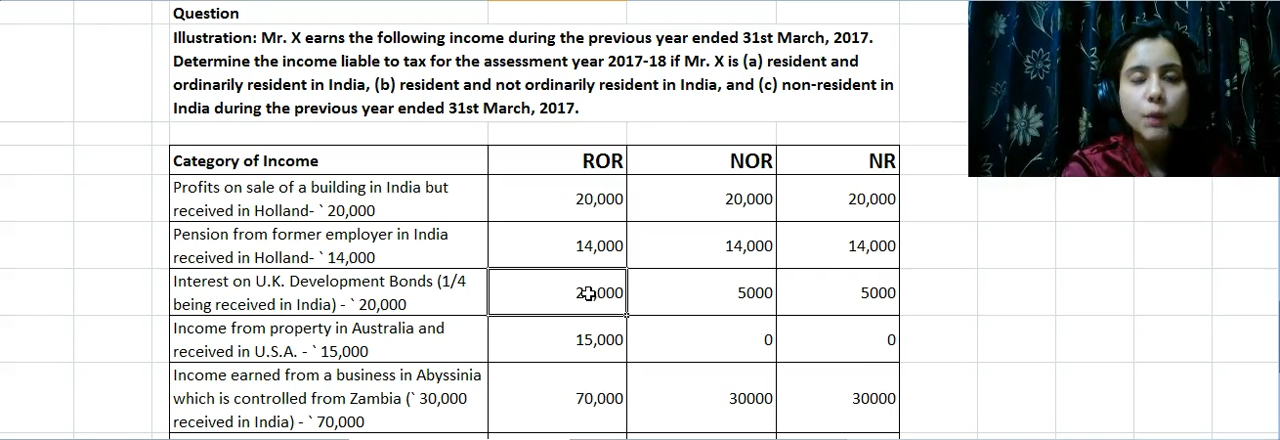 Question
Illustration: Mr. X earns the following income during the previous year ended 31st March, 2017.
Determine the income liable to tax for the assessment year 2017-18 if Mr. X is (a) resident and
ordinarily resident in India, (b) resident and not ordinarily resident in India, and (c) non-resident in
India during the previous year ended 31st March, 2017.
Category of Income ROR NOR NR
Profits on sale of a building in India but
received in Holland- ` 20,000 20,000 20,000 20,000
Pension from former employer in India
received in Holland- ` 14,000 14,000 14,000 14,000
Interest on U.K. Development Bonds (1/4
being received in India) - ` 20,000 5000 5000
Income from property in Australia and
received in U.S.A. - ` 15,000 15,000 0 0
Income earned from a business in Abyssinia
which is controlled from Zambia (` 30,000 70,000 30000 30000
received in India) - ` 70,000